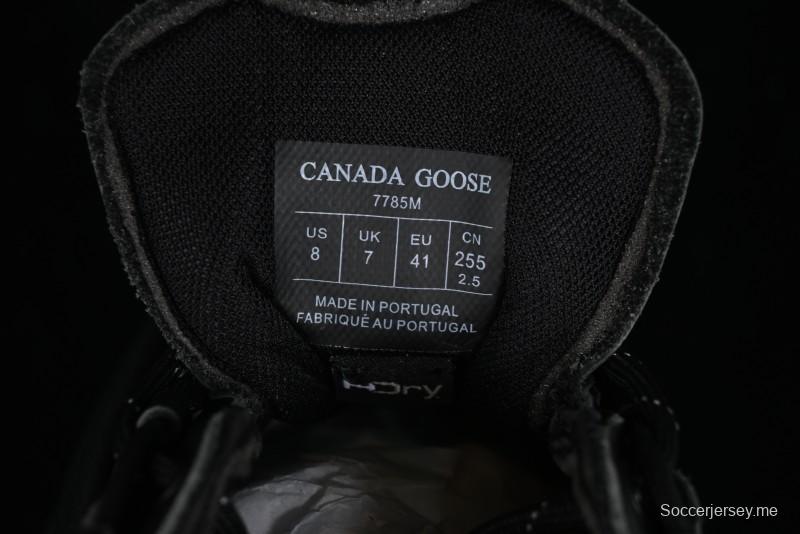 CANADA GOOSE
7785M
US UK EU CN
8 7 41 255
2.5
MADE IN PORTUGAL
FABRIQUÉ AU PORTUGAL
Dry
Soccerjersey.me